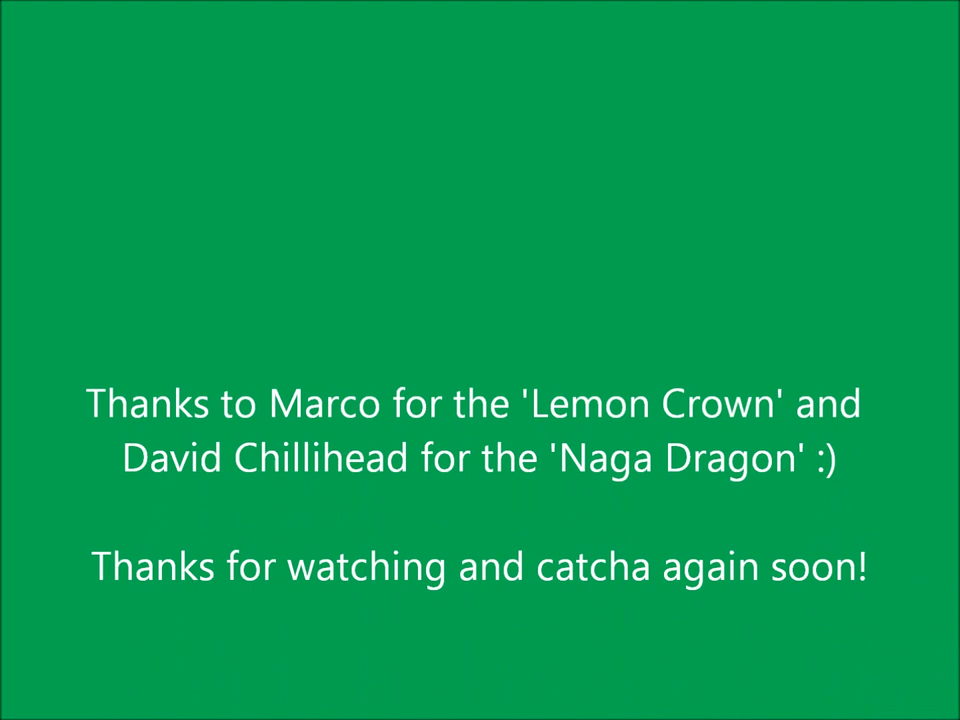 Thanks to Marco for the 'Lemon Crown' and
David Chillihead for the 'Naga Dragon' :)
Thanks for watching and catcha again soon!